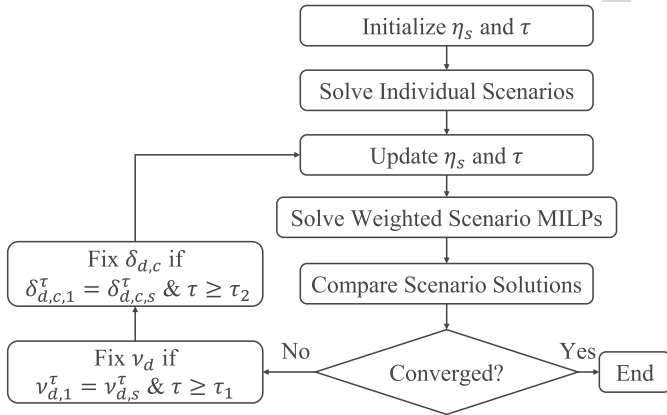 Initialize η_s and τ
Solve Individual Scenarios
Update η_s and τ
Solve Weighted Scenario MILPs
Compare Scenario Solutions
Converged?
Yes
End
No
Fix ν_d if
ν^τ_{d,1} = ν^τ_{d,s} & τ ≥ τ_1
Fix δ_{d,c} if
δ^τ_{d,c,1} = δ^τ_{d,c,s} & τ ≥ τ_2